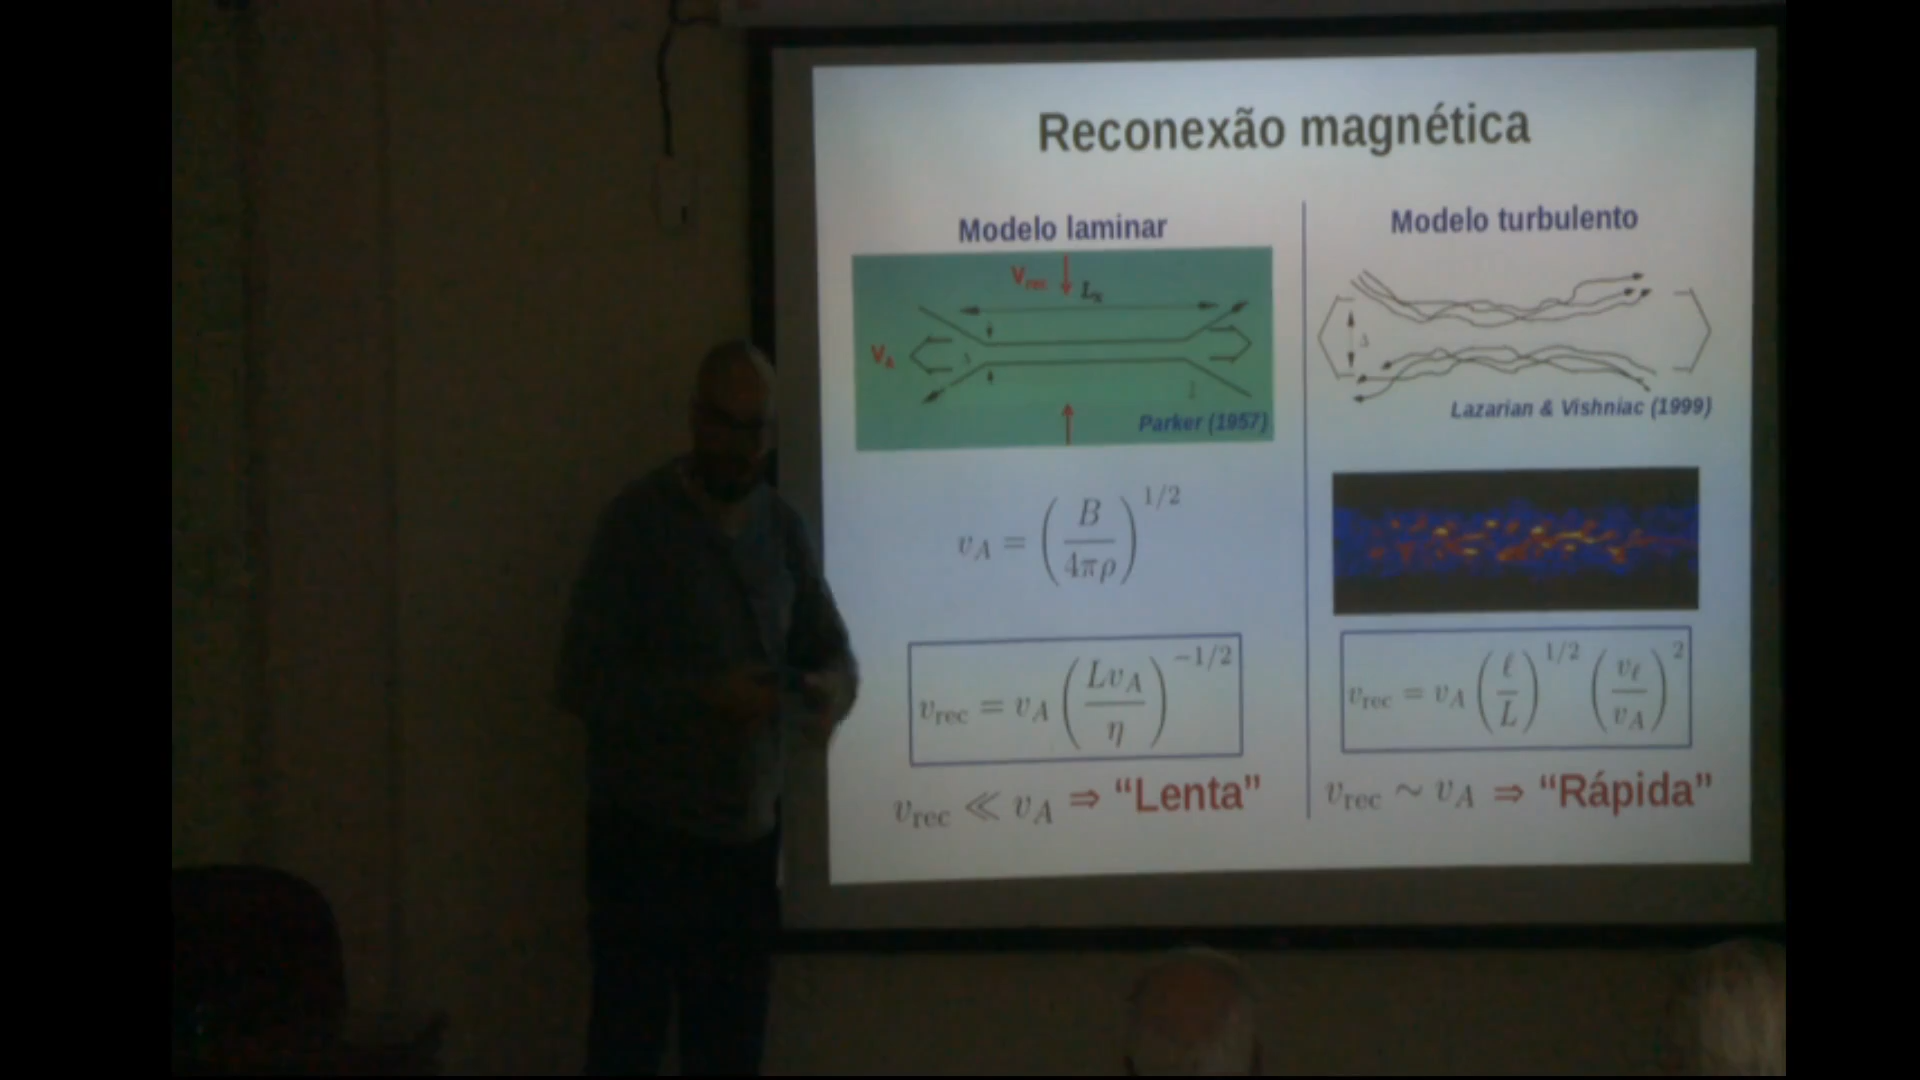 Reconexão magnética
Modelo laminar
V_rec
L_x
V_A
Δ
Parker (1957)
v_A = (B / 4πρ)^{1/2}
v_rec = v_A (Lv_A / η)^{-1/2}
v_rec ≪ v_A ⇒ “Lenta”
Modelo turbulento
Δ
Lazarian & Vishniac (1999)
v_rec = v_A (ℓ / L)^{1/2} (v_ℓ / v_A)^2
v_rec ~ v_A ⇒ “Rápida”